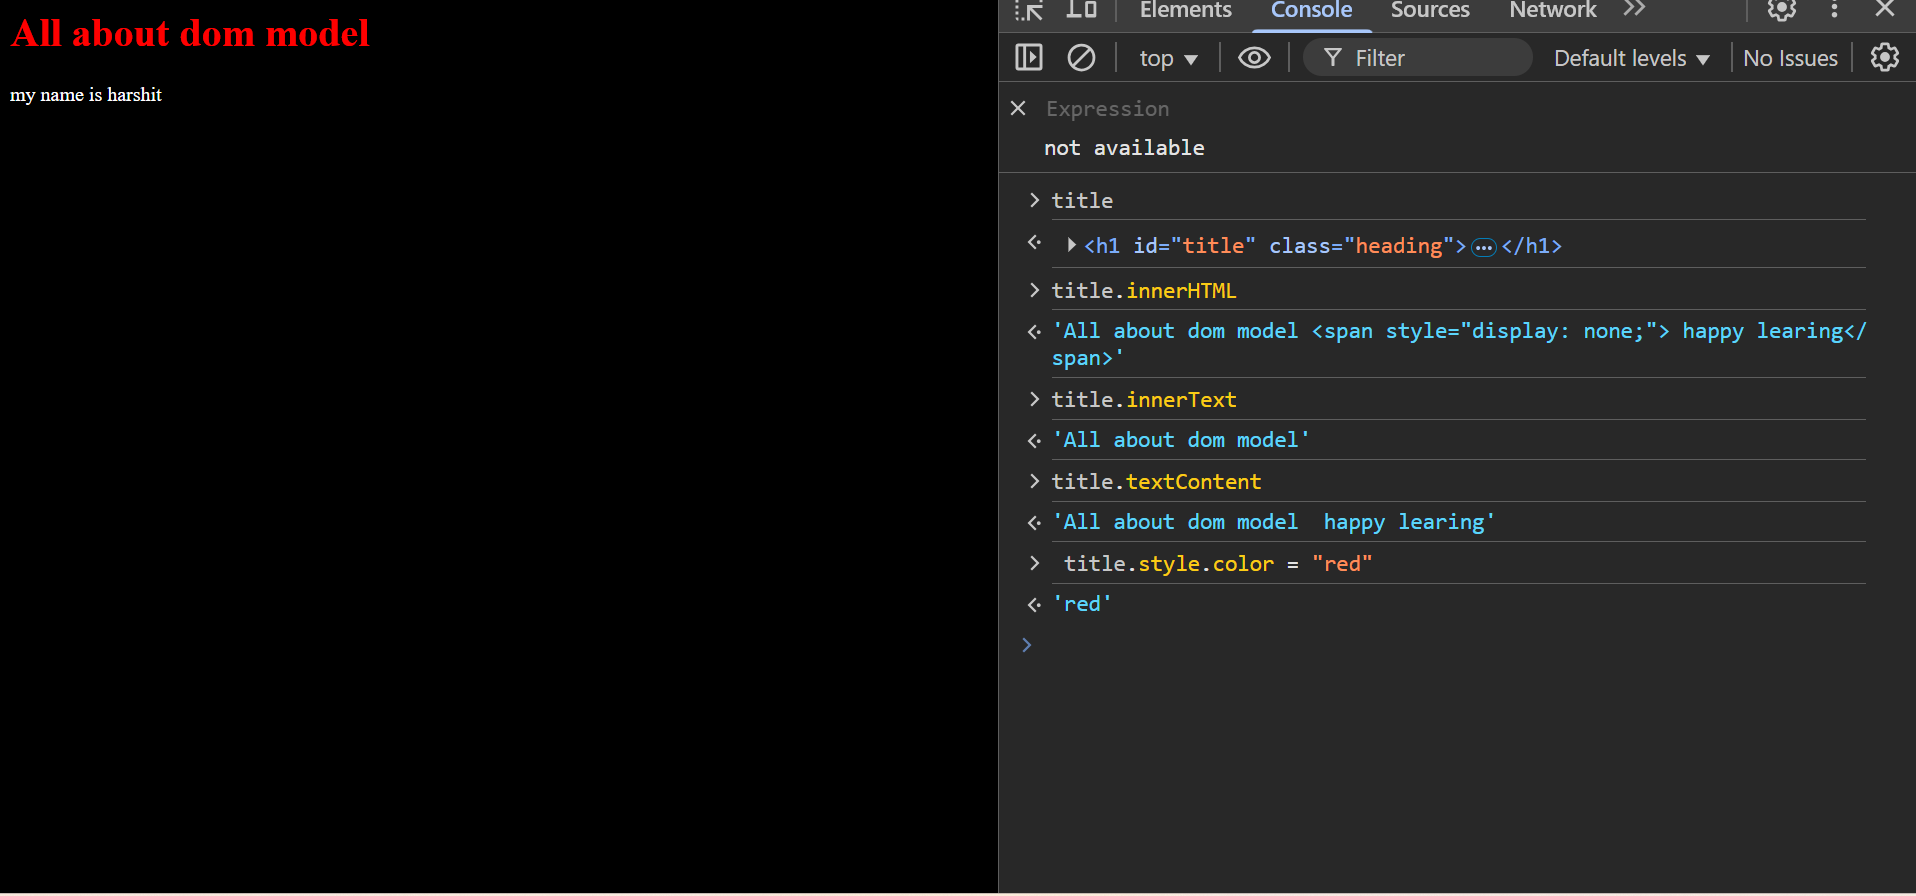 All about dom model
my name is harshit
Elements Console Sources Network
top Filter Default levels No Issues
Expression
not available
title
<h1 id="title" class="heading">…</h1>
title.innerHTML
'All about dom model <span style="display: none;"> happy learing</
span>'
title.innerText
'All about dom model'
title.textContent
'All about dom model  happy learing'
title.style.color = "red"
'red'